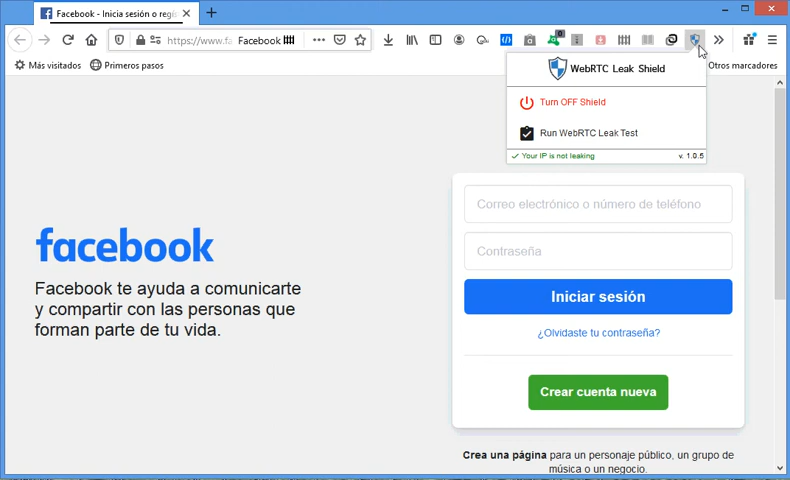 Facebook - Inicia sesión o regis
https://www.fa
Facebook
0
Más visitados
Primeros pasos
Otros marcadores
WebRTC Leak Shield
Turn OFF Shield
Run WebRTC Leak Test
Your IP is not leaking
v. 1.0.5
facebook
Facebook te ayuda a comunicarte
y compartir con las personas que
forman parte de tu vida.
Correo electrónico o número de teléfono
Contraseña
Iniciar sesión
¿Olvidaste tu contraseña?
Crear cuenta nueva
Crea una página para un personaje público, un grupo de
música o un negocio.